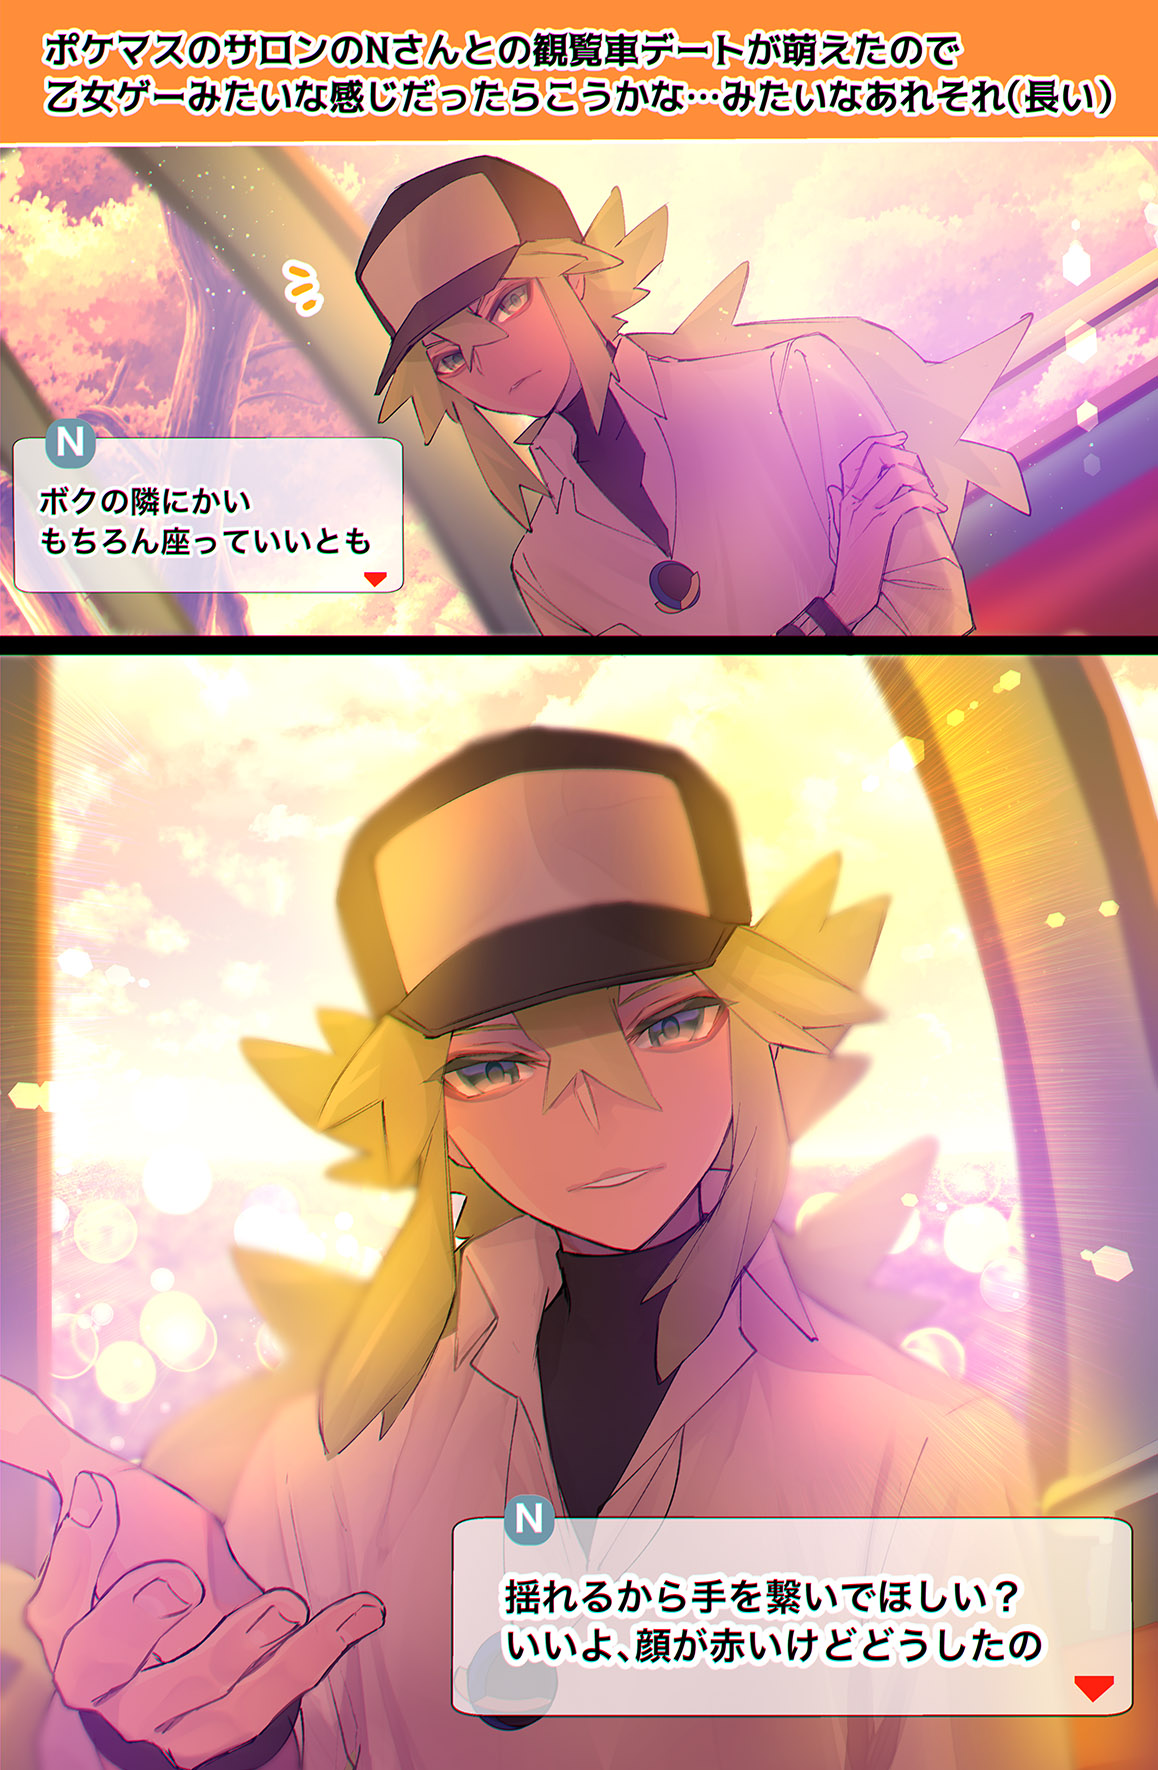 ポケマスのサロンのNさんとの観覧車デートが萌えたので
乙女ゲーみたいな感じだったらこうかな…みたいなあれそれ(長い)
N
ボクの隣にかい
もちろん座っていいとも
N
揺れるから手を繋いでほしい?
いいよ、顔が赤いけどどうしたの